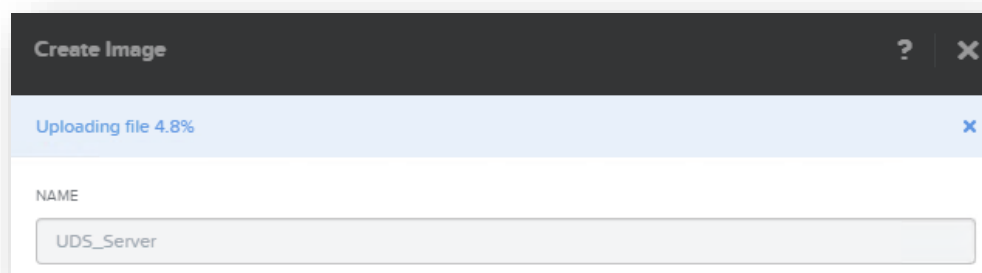 Create Image
?
Uploading file 4.8%
NAME
UDS_Server